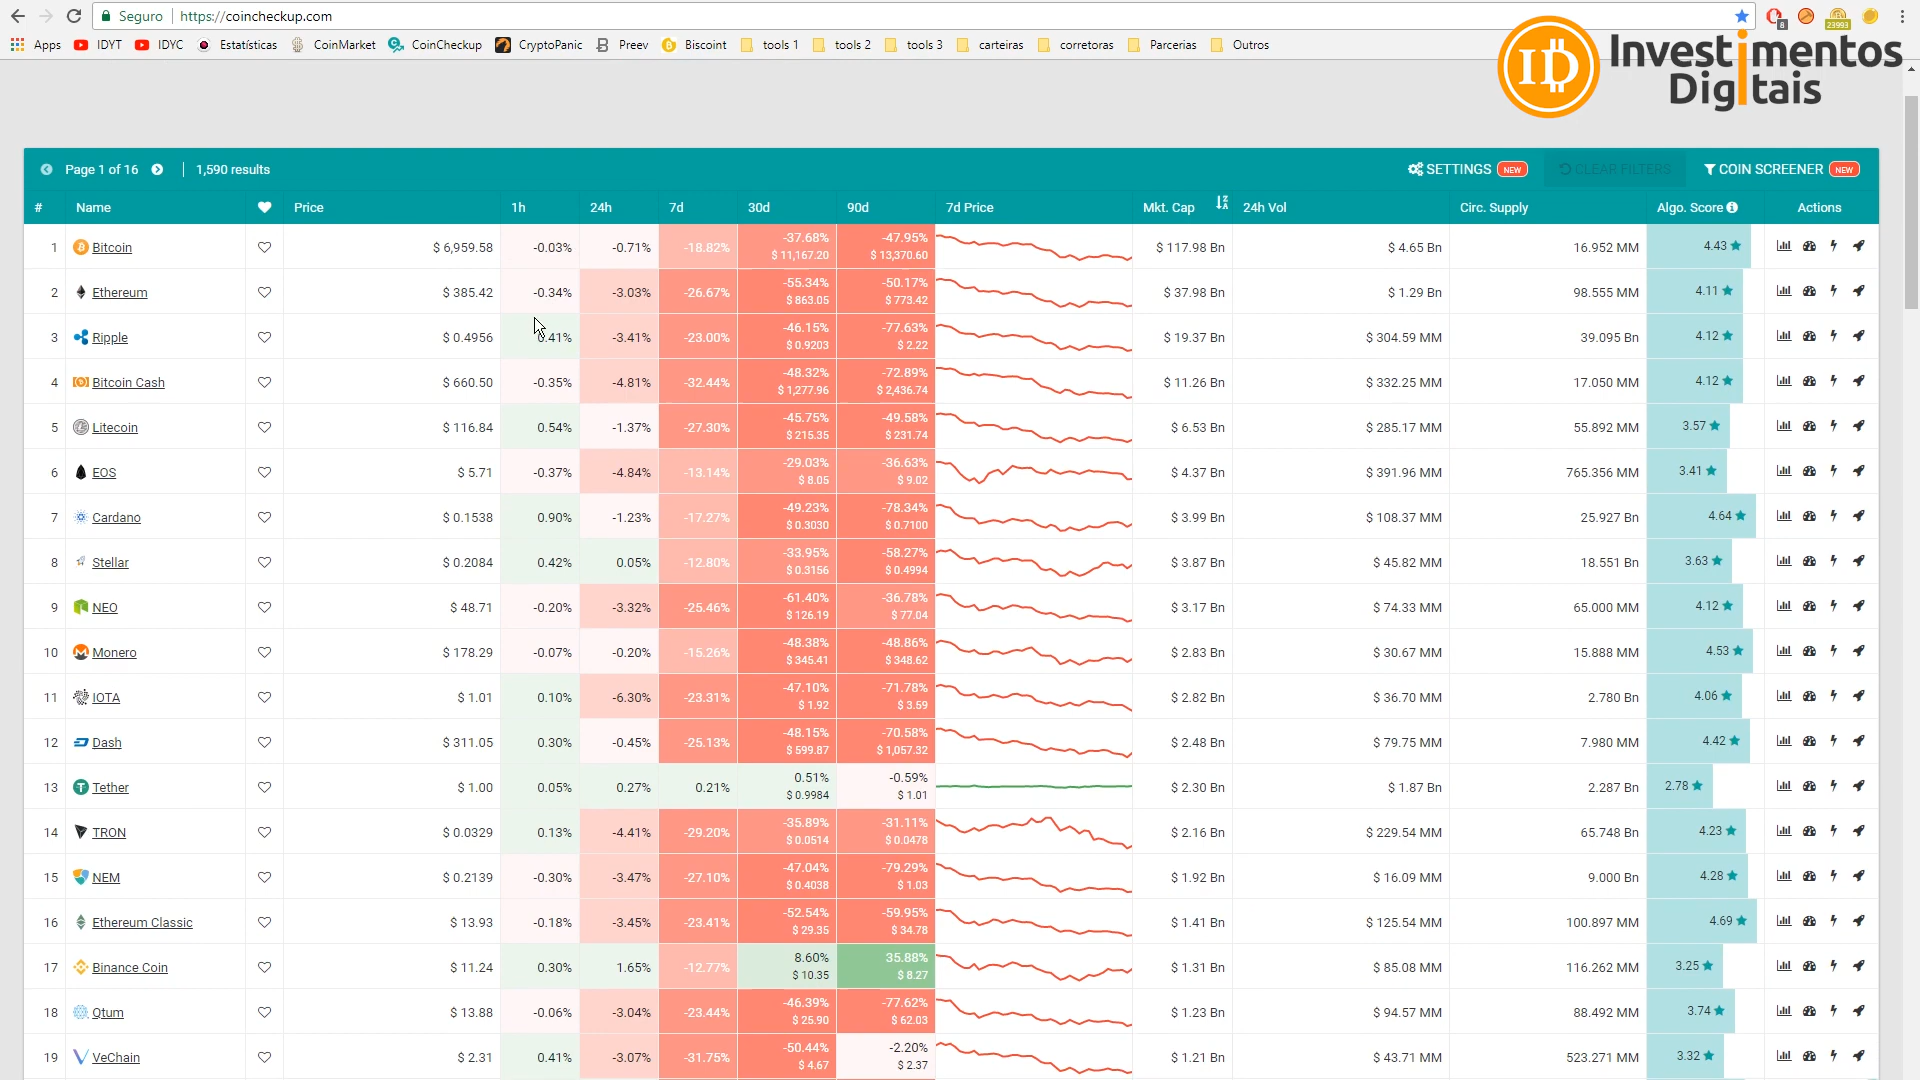 Seguro https://coincheckup.com 8 23993
Apps IDYT IDYC Estatísticas CoinMarket CoinCheckup CryptoPanic Preev Biscoint tools 1 tools 2 tools 3 carteiras corretoras Parcerias Outros
Investimentos
Digitais
Page 1 of 16 1,590 results SETTINGS NEW CLEAR FILTERS COIN SCREENER NEW
# Name Price 1h 24h 7d 30d 90d 7d Price Mkt. Cap 24h Vol Circ. Supply Algo. Score Actions
1 Bitcoin $ 6,959.58 -0.03% -0.71% -18.82% -37.68% $ 11,167.20 -47.95% $ 13,370.60 $ 117.98 Bn $ 4.65 Bn 16.952 MM 4.43
2 Ethereum $ 385.42 -0.34% -3.03% -26.67% -55.34% $ 863.05 -50.17% $ 773.42 $ 37.98 Bn $ 1.29 Bn 98.555 MM 4.11
3 Ripple $ 0.4956 0.41% -3.41% -23.00% -46.15% $ 0.9203 -77.63% $ 2.22 $ 19.37 Bn $ 304.59 MM 39.095 Bn 4.12
4 Bitcoin Cash $ 660.50 -0.35% -4.81% -32.44% -48.32% $ 1,277.96 -72.89% $ 2,436.74 $ 11.26 Bn $ 332.25 MM 17.050 MM 4.12
5 Litecoin $ 116.84 0.54% -1.37% -27.30% -45.75% $ 215.35 -49.58% $ 231.74 $ 6.53 Bn $ 285.17 MM 55.892 MM 3.57
6 EOS $ 5.71 -0.37% -4.84% -13.14% -29.03% $ 8.05 -36.63% $ 9.02 $ 4.37 Bn $ 391.96 MM 765.356 MM 3.41
7 Cardano $ 0.1538 0.90% -1.23% -17.27% -49.23% $ 0.3030 -78.34% $ 0.7100 $ 3.99 Bn $ 108.37 MM 25.927 Bn 4.64
8 Stellar $ 0.2084 0.42% 0.05% -12.80% -33.95% $ 0.3156 -58.27% $ 0.4994 $ 3.87 Bn $ 45.82 MM 18.551 Bn 3.63
9 NEO $ 48.71 -0.20% -3.32% -25.46% -61.40% $ 126.19 -36.78% $ 77.04 $ 3.17 Bn $ 74.33 MM 65.000 MM 4.12
10 Monero $ 178.29 -0.07% -0.20% -15.26% -48.38% $ 345.41 -48.86% $ 348.62 $ 2.83 Bn $ 30.67 MM 15.888 MM 4.53
11 IOTA $ 1.01 0.10% -6.30% -23.31% -47.10% $ 1.92 -71.78% $ 3.59 $ 2.82 Bn $ 36.70 MM 2.780 Bn 4.06
12 Dash $ 311.05 0.30% -0.45% -25.13% -48.15% $ 599.87 -70.58% $ 1,057.32 $ 2.48 Bn $ 79.75 MM 7.980 MM 4.42
13 Tether $ 1.00 0.05% 0.27% 0.21% 0.51% $ 0.9984 -0.59% $ 1.01 $ 2.30 Bn $ 1.87 Bn 2.287 Bn 2.78
14 TRON $ 0.0329 0.13% -4.41% -29.20% -35.89% $ 0.0514 -31.11% $ 0.0478 $ 2.16 Bn $ 229.54 MM 65.748 Bn 4.23
15 NEM $ 0.2139 -0.30% -3.47% -27.10% -47.04% $ 0.4038 -79.29% $ 1.03 $ 1.92 Bn $ 16.09 MM 9.000 Bn 4.28
16 Ethereum Classic $ 13.93 -0.18% -3.45% -23.41% -52.54% $ 29.35 -59.95% $ 34.78 $ 1.41 Bn $ 125.54 MM 100.897 MM 4.69
17 Binance Coin $ 11.24 0.30% 1.65% -12.77% 8.60% $ 10.35 35.88% $ 8.27 $ 1.31 Bn $ 85.08 MM 116.262 MM 3.25
18 Qtum $ 13.88 -0.06% -3.04% -23.44% -46.39% $ 25.90 -77.62% $ 62.03 $ 1.23 Bn $ 94.57 MM 88.492 MM 3.74
19 VeChain $ 2.31 0.41% -3.07% -31.75% -50.44% $ 4.67 -2.20% $ 2.37 $ 1.21 Bn $ 43.71 MM 523.271 MM 3.32